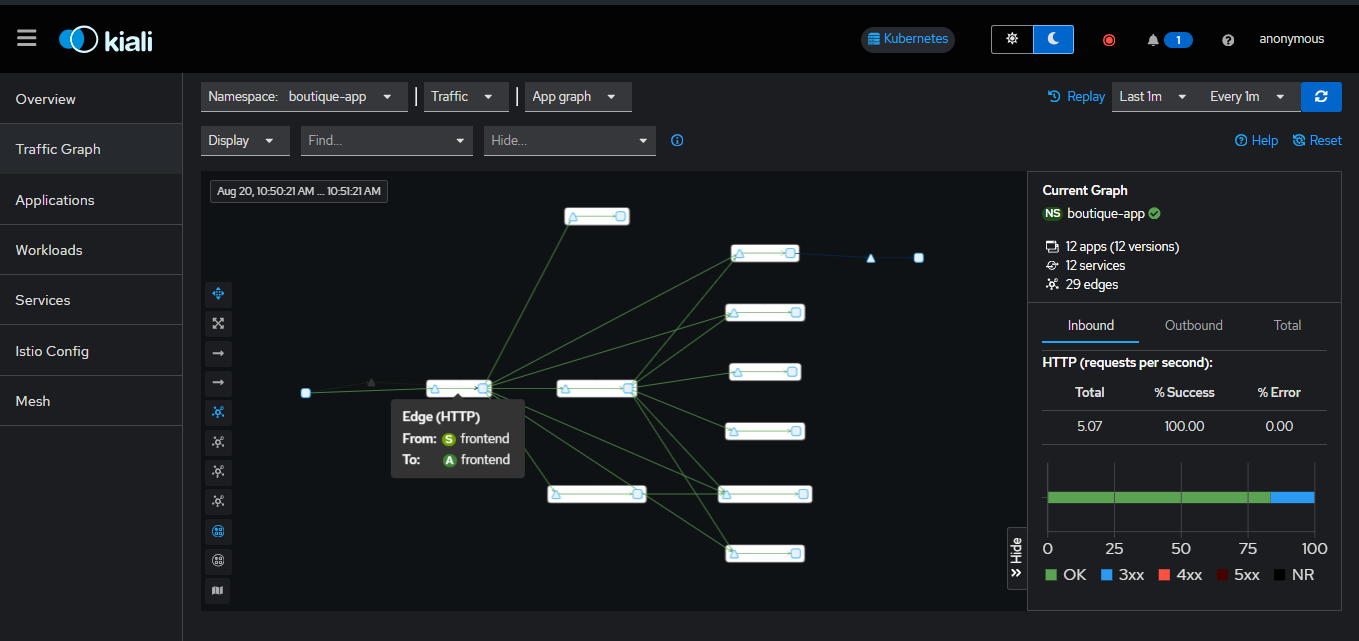 kiali
Kubernetes
1
anonymous
Overview
Traffic Graph
Applications
Workloads
Services
Istio Config
Mesh
Namespace: boutique-app
Traffic
App graph
Replay
Last 1m
Every 1m
Display
Find...
Hide...
Help
Reset
Aug 20, 10:50:21 AM ... 10:51:21 AM
Edge (HTTP)
From: S frontend
To: A frontend
Hide
Current Graph
NS boutique-app
12 apps (12 versions)
12 services
29 edges
Inbound Outbound Total
HTTP (requests per second):
Total % Success % Error
5.07 100.00 0.00
0 25 50 75 100
OK 3xx 4xx 5xx NR